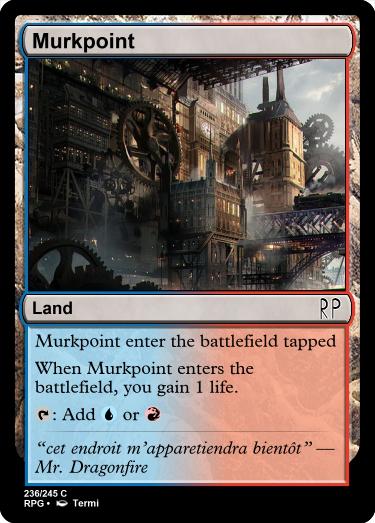 Murkpoint
Land
RP
Murkpoint enter the battlefield tapped
When Murkpoint enters the
battlefield, you gain 1 life.
: Add or
“cet endroit m’apparetiendra bientôt” —
Mr. Dragonfire
236/245 C
RPG • Termi